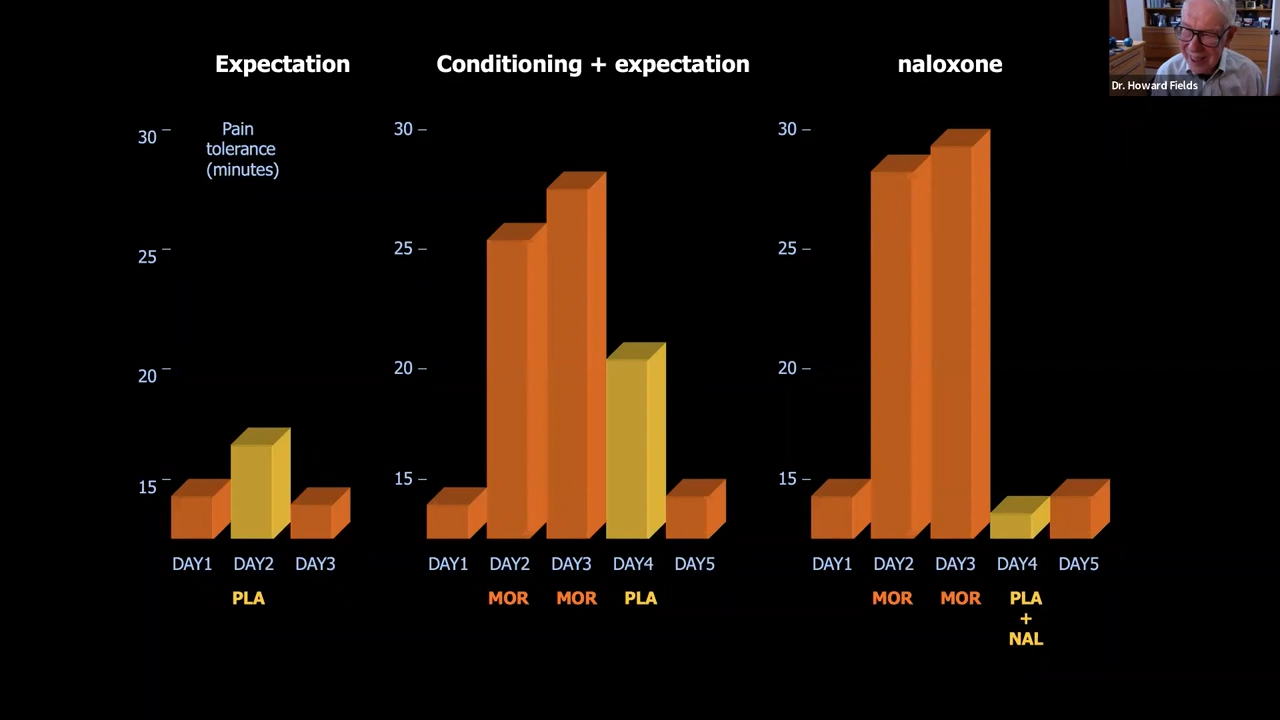 Expectation
Conditioning + expectation
naloxone
Dr. Howard Fields
Pain
tolerance
(minutes)
30
25
20
15
30
25
20
15
30
25
20
15
DAY1 DAY2 DAY3
PLA
DAY1 DAY2 DAY3 DAY4 DAY5
MOR MOR PLA
DAY1 DAY2 DAY3 DAY4 DAY5
MOR MOR PLA
+
NAL